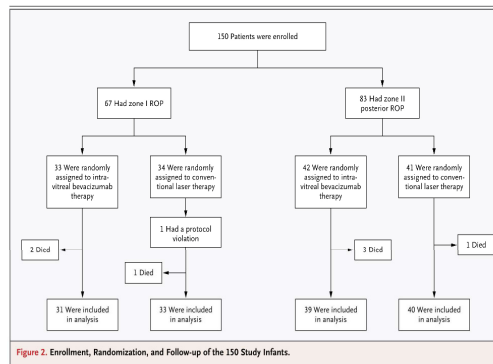 150 Patients were enrolled
67 Had zone I ROP
83 Had zone II
posterior ROP
33 Were randomly
assigned to intra-
vitreal bevacizumab
therapy
34 Were randomly
assigned to conven-
tional laser therapy
42 Were randomly
assigned to intra-
vitreal bevacizumab
therapy
41 Were randomly
assigned to conven-
tional laser therapy
1 Had a protocol
violation
2 Died
1 Died
3 Died
1 Died
31 Were included
in analysis
33 Were included
in analysis
39 Were included
in analysis
40 Were included
in analysis
Figure 2. Enrollment, Randomization, and Follow-up of the 150 Study Infants.